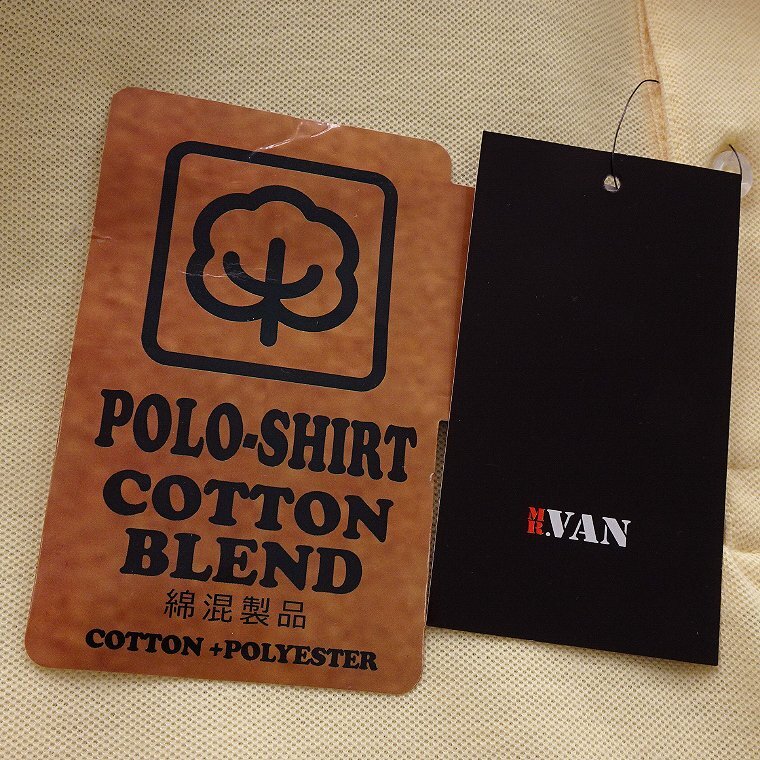 POLO-SHIRT
COTTON
BLEND
綿混製品
COTTON +POLYESTER
MR.VAN